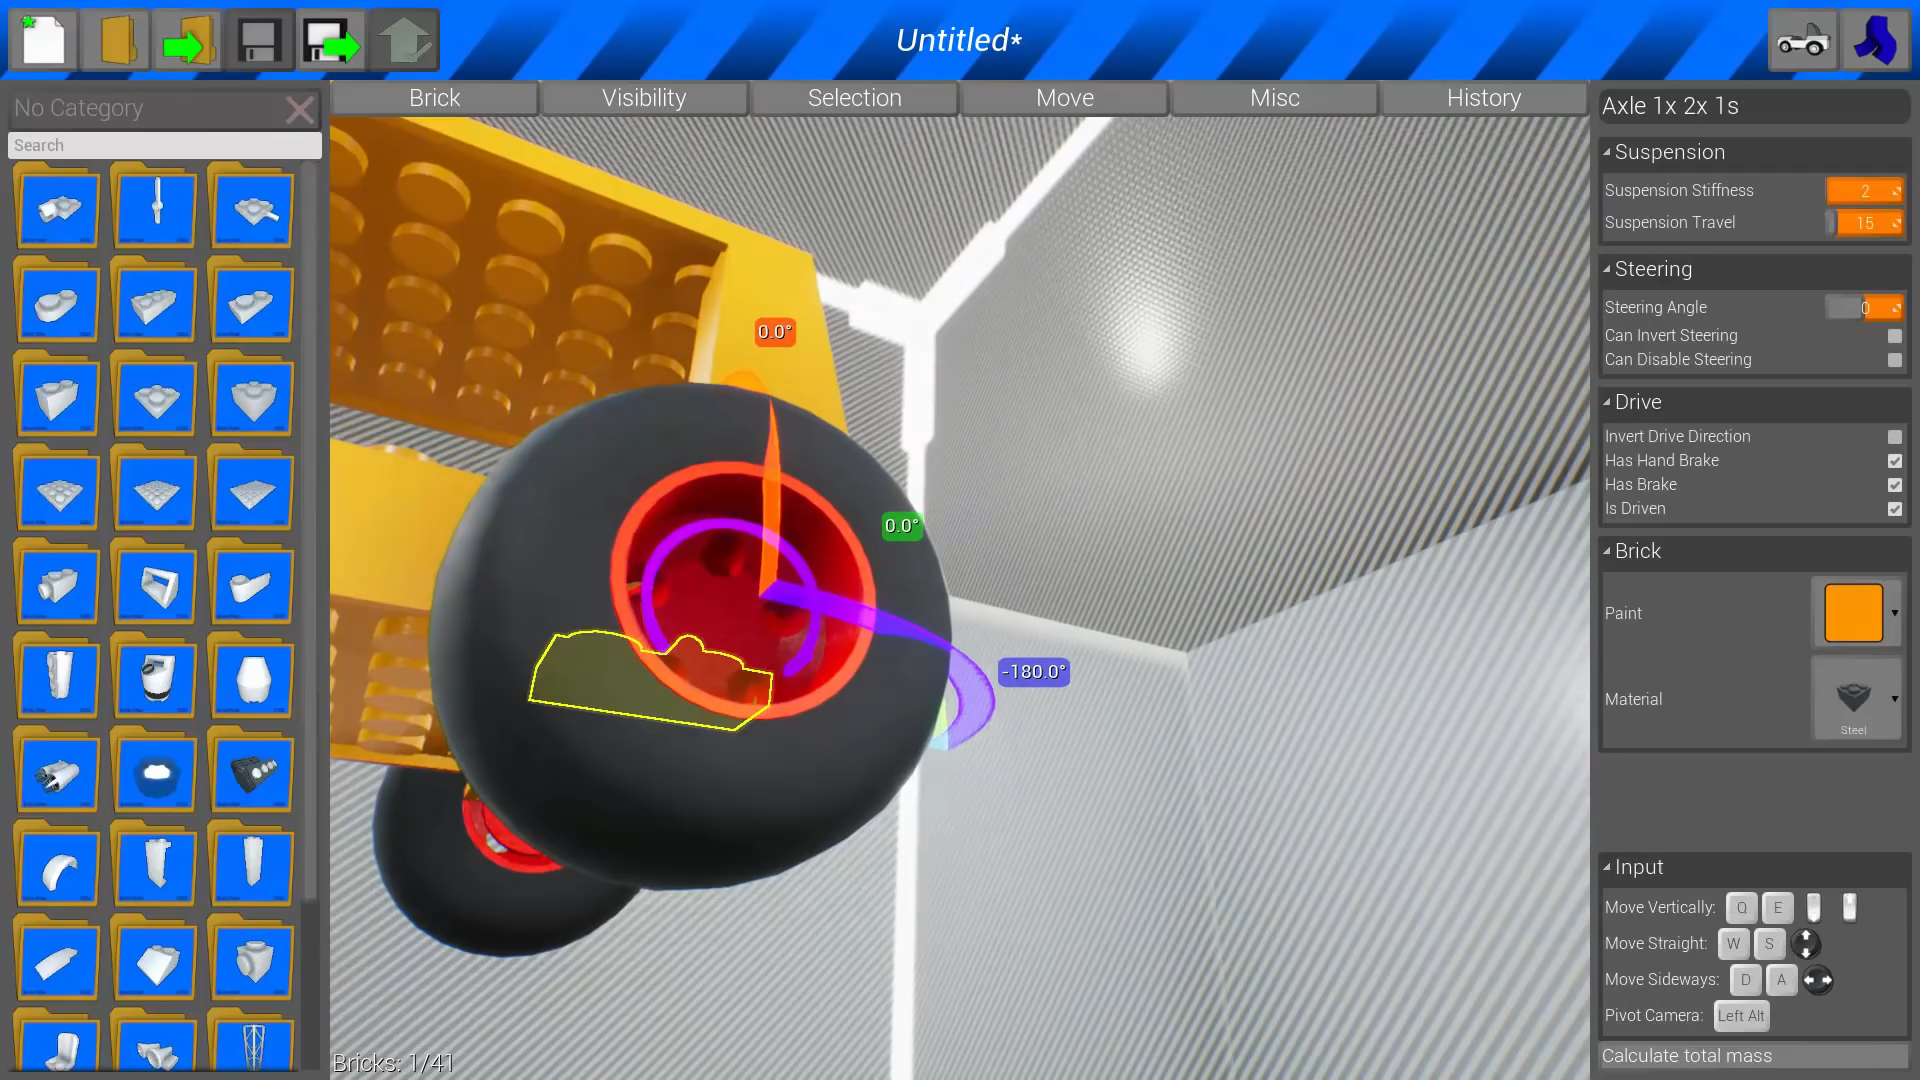 Untitled*
No Category
Search
Brick
Visibility
Selection
Move
Misc
History
0.0°
0.0°
-180.0°
Bricks: 1/41
Axle 1x 2x 1s
Suspension
Suspension Stiffness 2
Suspension Travel 15
Steering
Steering Angle 0
Can Invert Steering
Can Disable Steering
Drive
Invert Drive Direction
Has Hand Brake
Has Brake
Is Driven
Brick
Paint
Material
Steel
Input
Move Vertically: Q E
Move Straight: W S
Move Sideways: D A
Pivot Camera: Left Alt
Calculate total mass